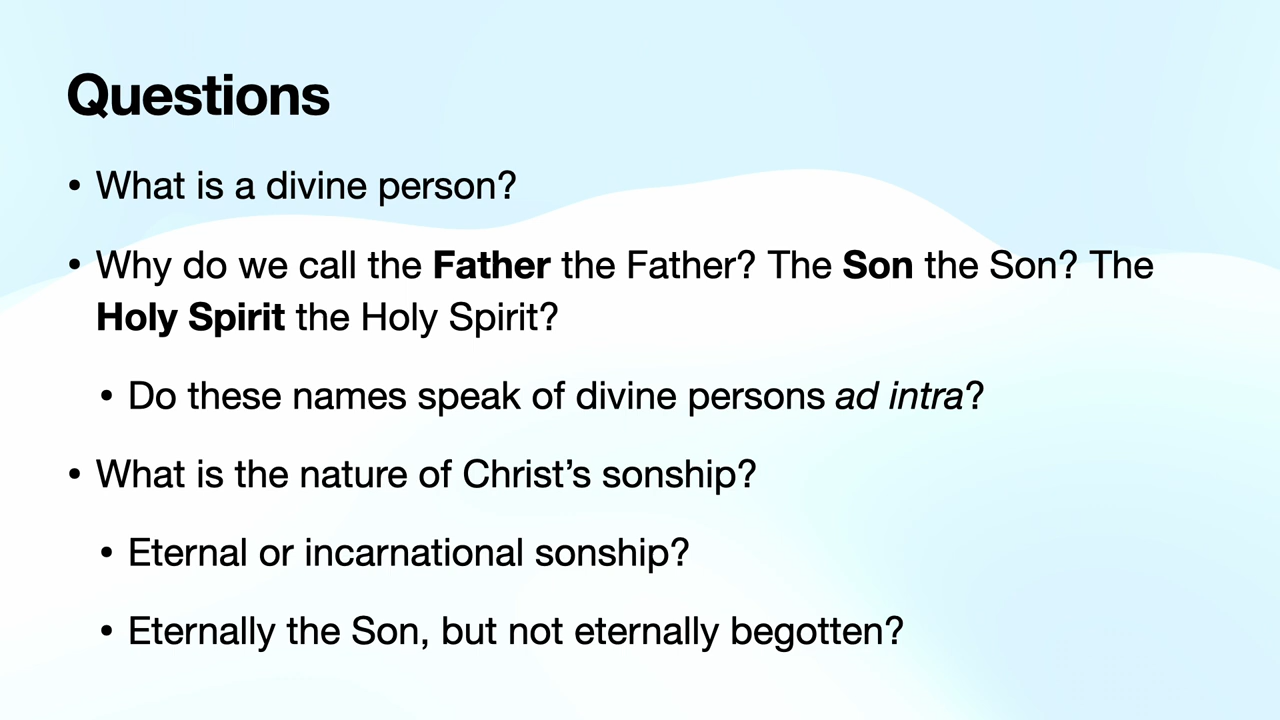 Questions
• What is a divine person?
• Why do we call the Father the Father? The Son the Son? The
Holy Spirit the Holy Spirit?
• Do these names speak of divine persons ad intra?
• What is the nature of Christ’s sonship?
• Eternal or incarnational sonship?
• Eternally the Son, but not eternally begotten?